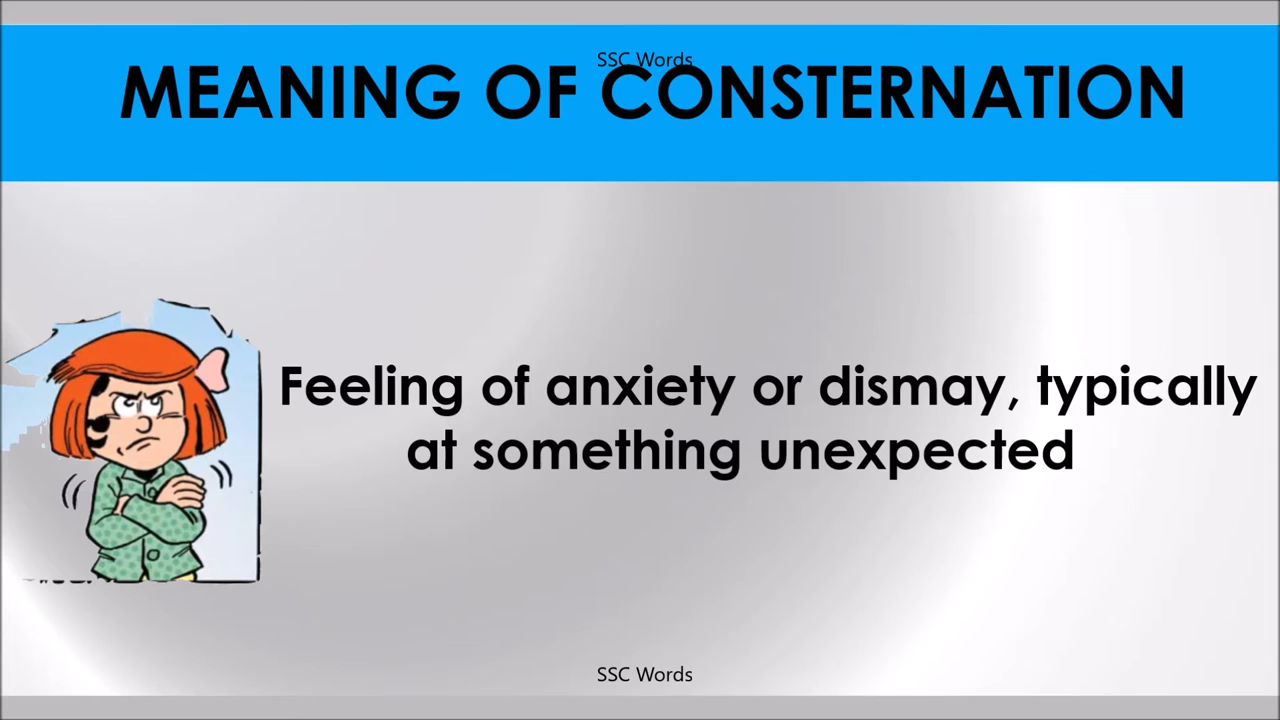 SSC Words
MEANING OF CONSTERNATION
Feeling of anxiety or dismay, typically
at something unexpected
SSC Words